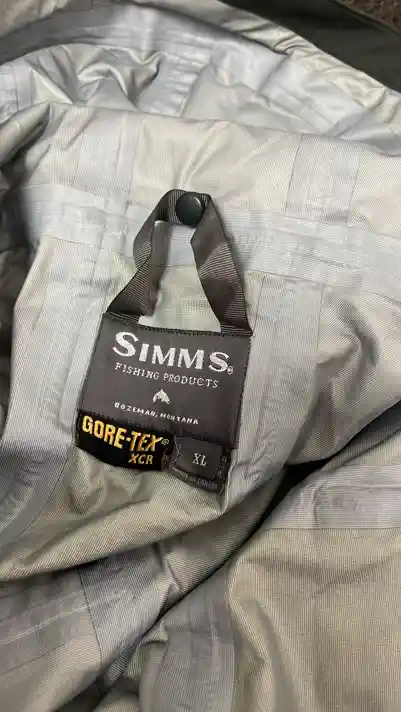 SIMMS®
FISHING PRODUCTS
BOZEMAN, MONTANA
GORE-TEX®
XCR
XL